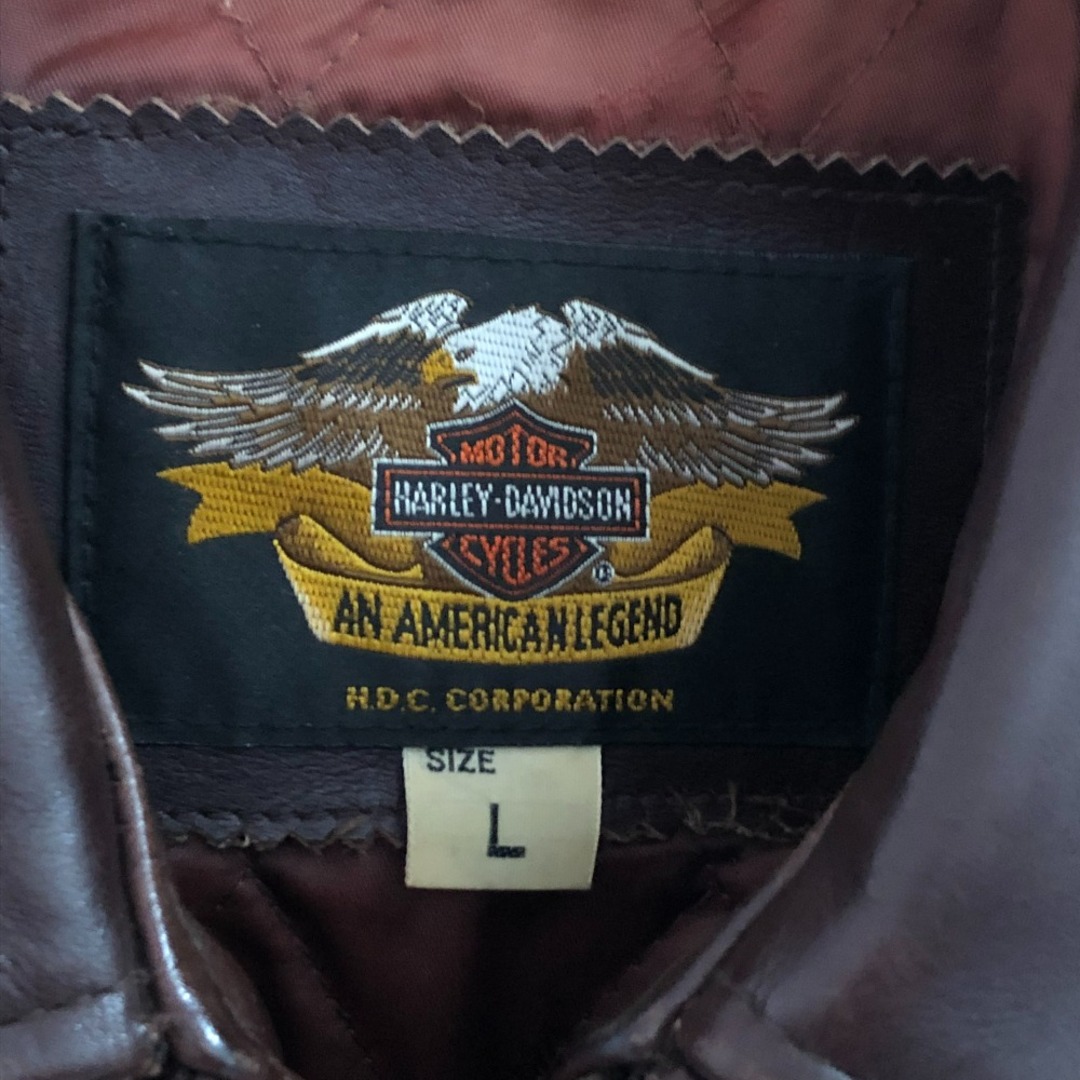 MOTOR
HARLEY-DAVIDSON
CYCLES
®
AN AMERICAN LEGEND
H.D.C. CORPORATION
SIZE
L